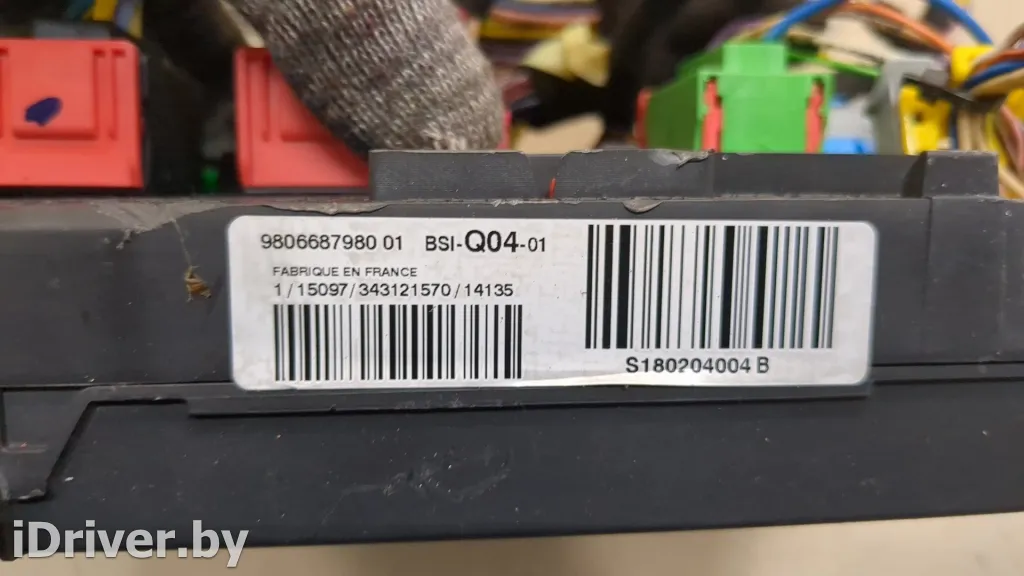 9806687980 01 BSI-Q04-01
FABRIQUE EN FRANCE
1/15097/343121570/14135
S180204004 B
iDriver.by